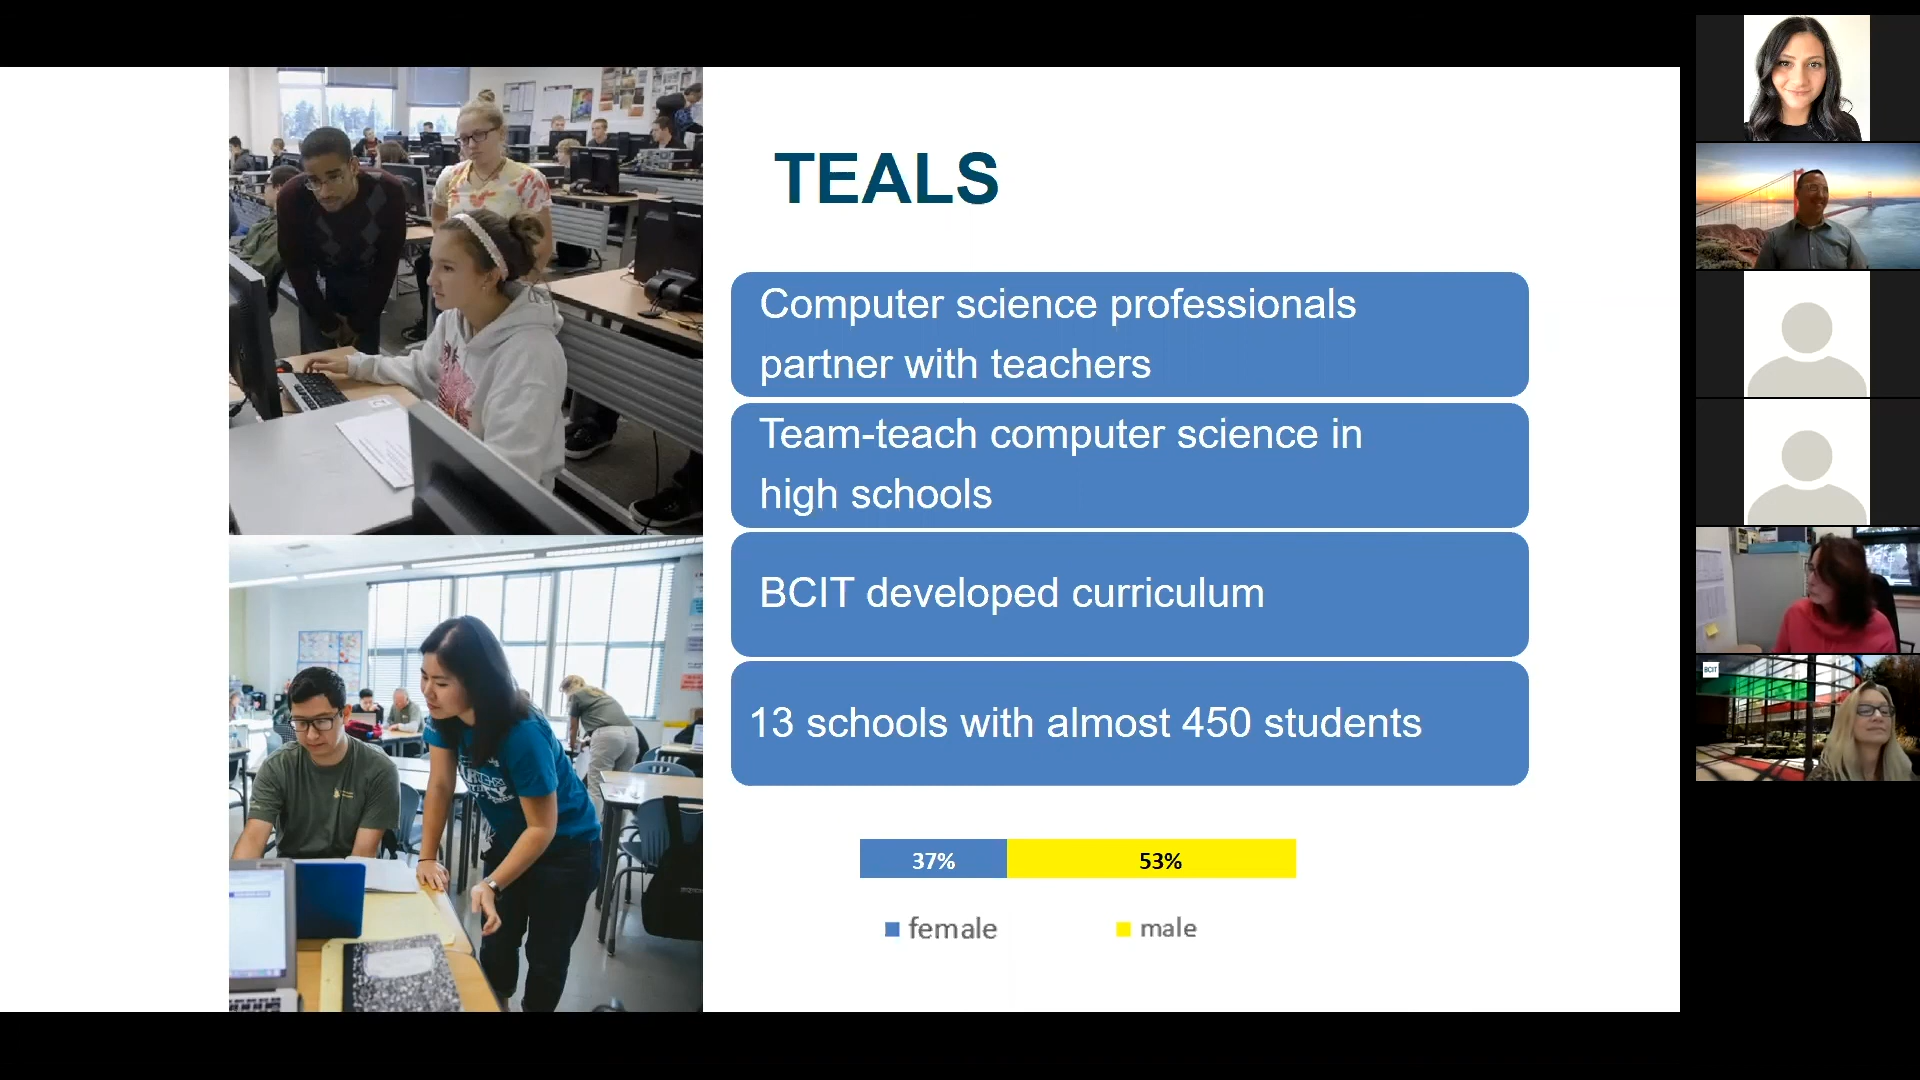 TEALS
Computer science professionals
partner with teachers
Team-teach computer science in
high schools
BCIT developed curriculum
13 schools with almost 450 students
37% 53%
female male
BCIT